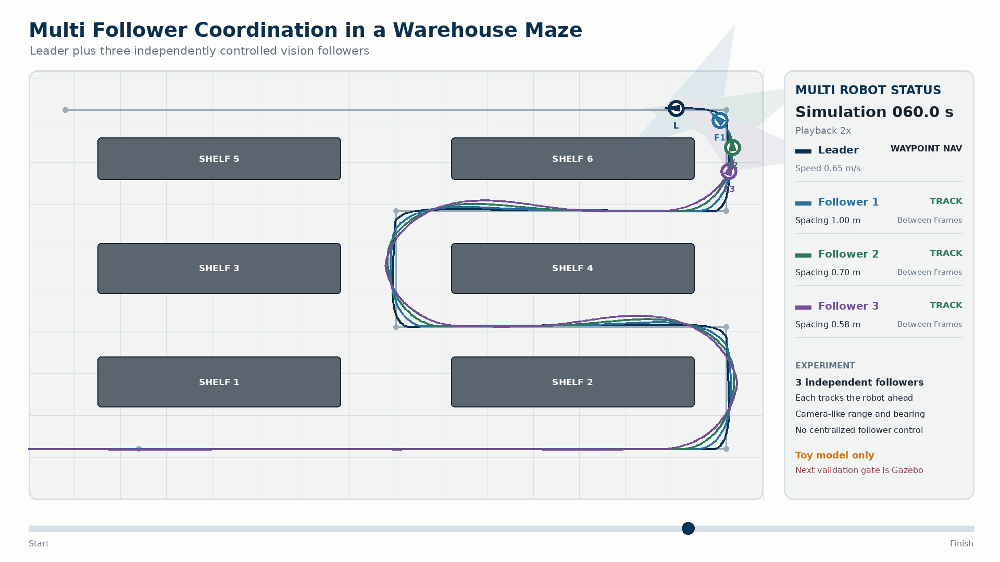 Multi Follower Coordination in a Warehouse Maze
Leader plus three independently controlled vision followers
L
F1
F2
F3
SHELF 5
SHELF 6
SHELF 3
SHELF 4
SHELF 1
SHELF 2
MULTI ROBOT STATUS
Simulation 060.0 s
Playback 2x
Leader WAYPOINT NAV
Speed 0.65 m/s
Follower 1 TRACK
Spacing 1.00 m Between Frames
Follower 2 TRACK
Spacing 0.70 m Between Frames
Follower 3 TRACK
Spacing 0.58 m Between Frames
EXPERIMENT
3 independent followers
Each tracks the robot ahead
Camera-like range and bearing
No centralized follower control
Toy model only
Next validation gate is Gazebo
Start Finish